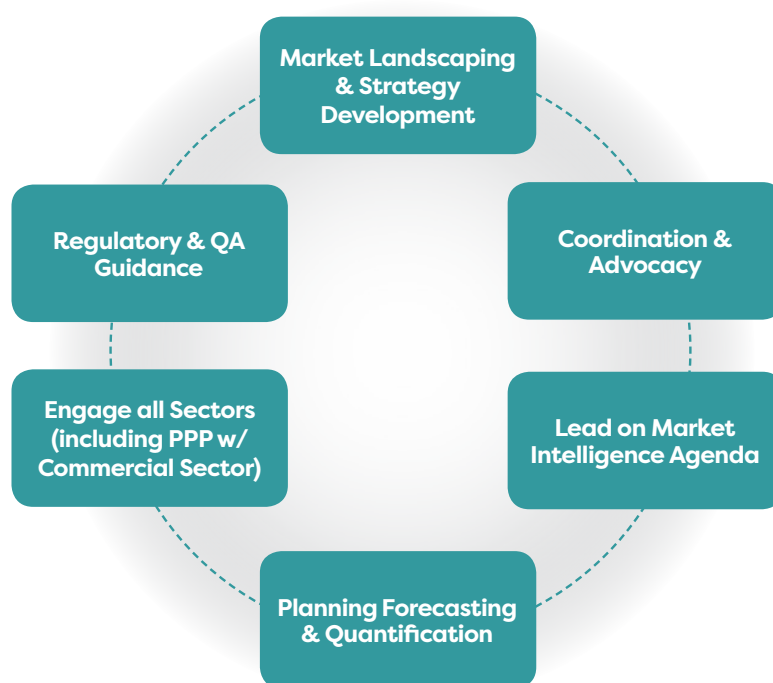 Market Landscaping
& Strategy
Development
Coordination &
Advocacy
Lead on Market
Intelligence Agenda
Planning Forecasting
& Quantification
Engage all Sectors
(including PPP w/
Commercial Sector)
Regulatory & QA
Guidance